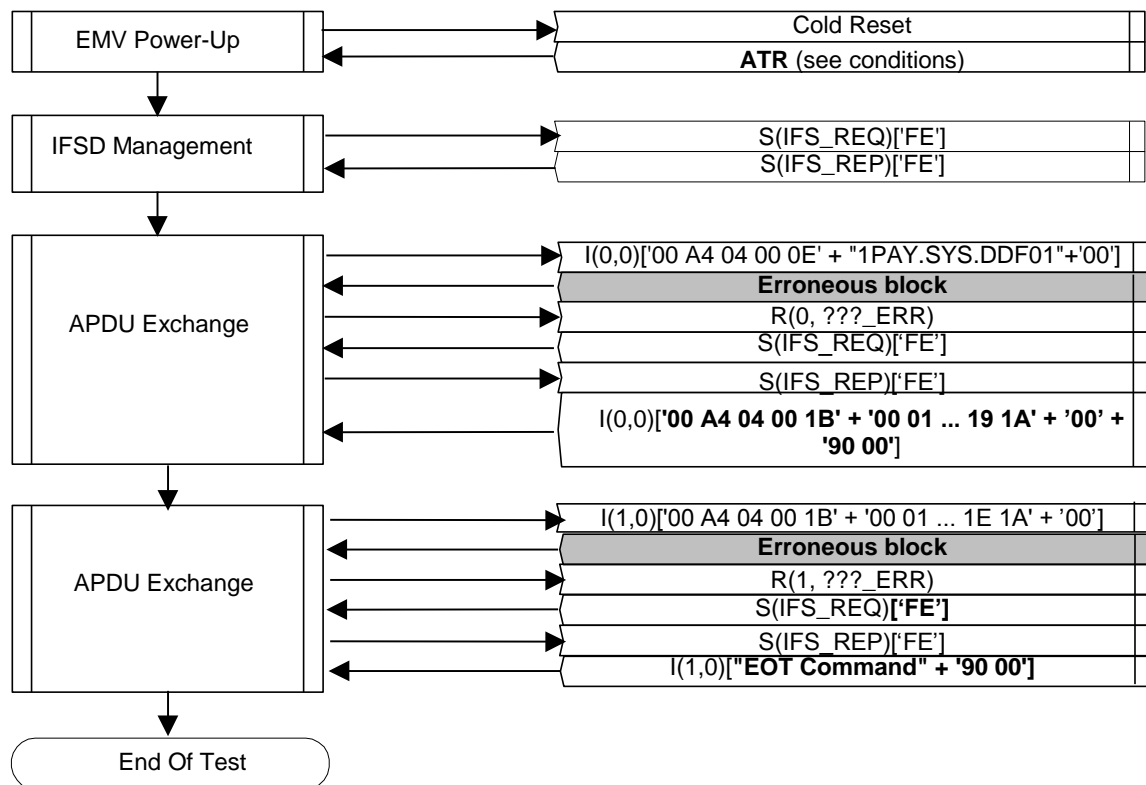 EMV Power-Up
Cold Reset
ATR (see conditions)
IFSD Management
S(IFS_REQ)['FE']
S(IFS_REP)['FE']
APDU Exchange
I(0,0)['00 A4 04 00 0E' + "1PAY.SYS.DDF01"+'00']
Erroneous block
R(0, ???_ERR)
S(IFS_REQ)[‘FE’]
S(IFS_REP)[‘FE’]
I(0,0)['00 A4 04 00 1B' + '00 01 ... 19 1A' + ’00’ +
'90 00']
APDU Exchange
I(1,0)['00 A4 04 00 1B' + '00 01 ... 1E 1A' + ’00’]
Erroneous block
R(1, ???_ERR)
S(IFS_REQ)[‘FE’]
S(IFS_REP)[‘FE’]
I(1,0)["EOT Command" + '90 00']
End Of Test